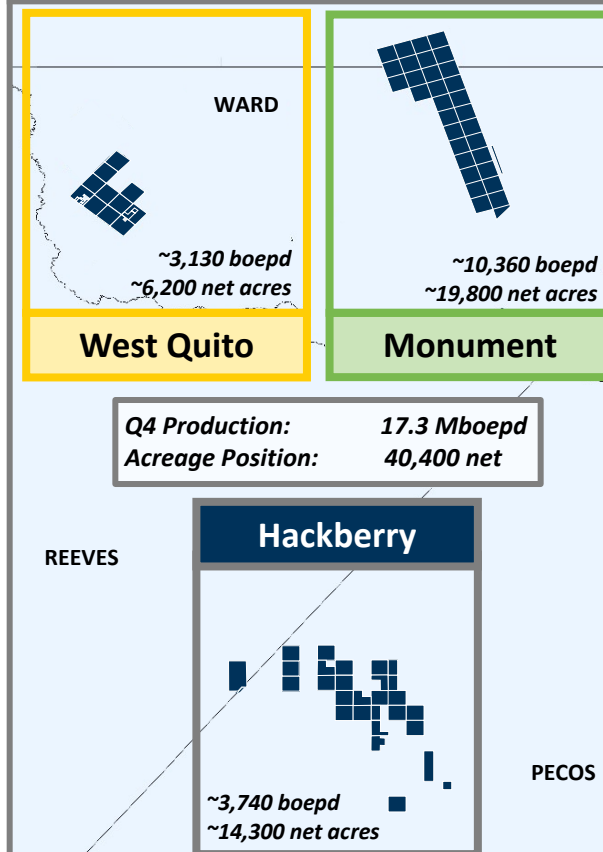 WARD
~3,130 boepd
~6,200 net acres
West Quito
~10,360 boepd
~19,800 net acres
Monument
Q4 Production: 17.3 Mboepd
Acreage Position: 40,400 net
Hackberry
REEVES
PECOS
~3,740 boepd
~14,300 net acres